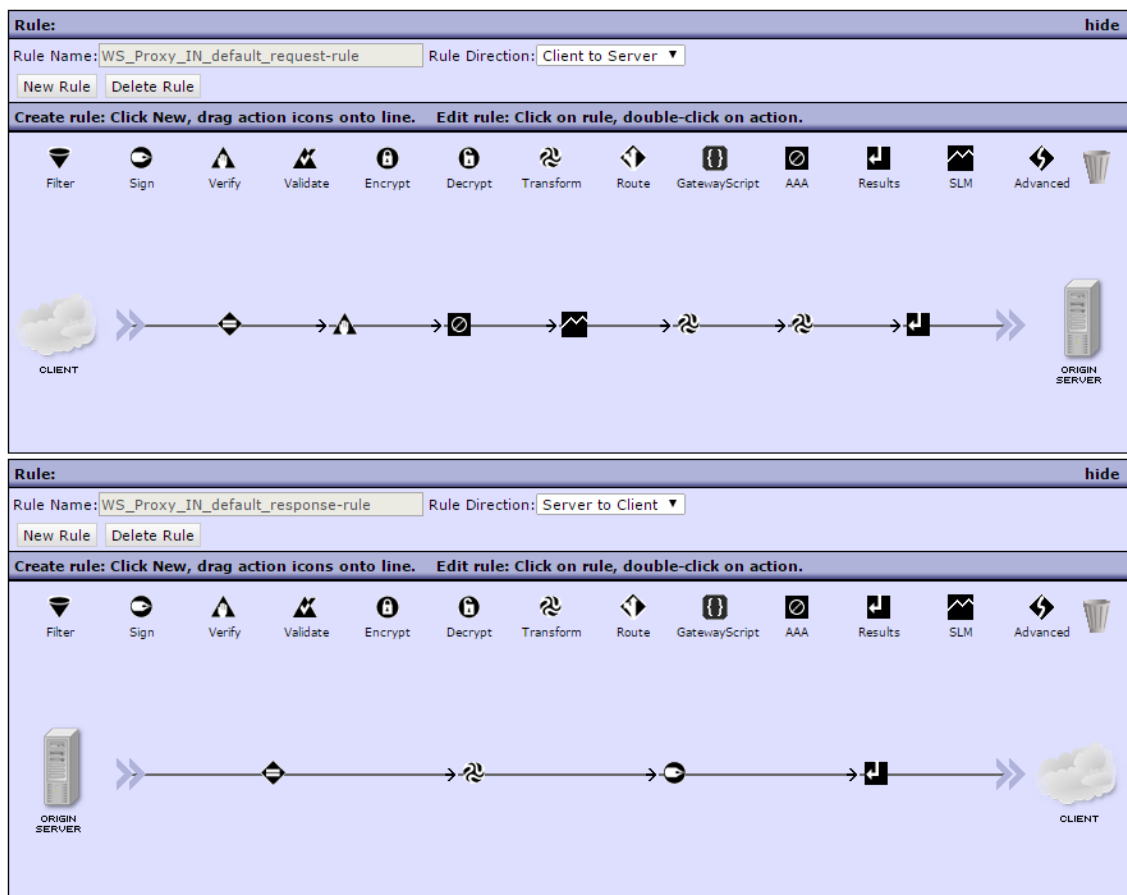 Rule: hide
Rule Name: WS_Proxy_IN_default_request-rule Rule Direction: Client to Server ▼
New Rule Delete Rule
Create rule: Click New, drag action icons onto line. Edit rule: Click on rule, double-click on action.
Filter Sign Verify Validate Encrypt Decrypt Transform Route GatewayScript AAA Results SLM Advanced
CLIENT
ORIGIN
SERVER
Rule: hide
Rule Name: WS_Proxy_IN_default_response-rule Rule Direction: Server to Client ▼
New Rule Delete Rule
Create rule: Click New, drag action icons onto line. Edit rule: Click on rule, double-click on action.
Filter Sign Verify Validate Encrypt Decrypt Transform Route GatewayScript AAA Results SLM Advanced
ORIGIN
SERVER
CLIENT